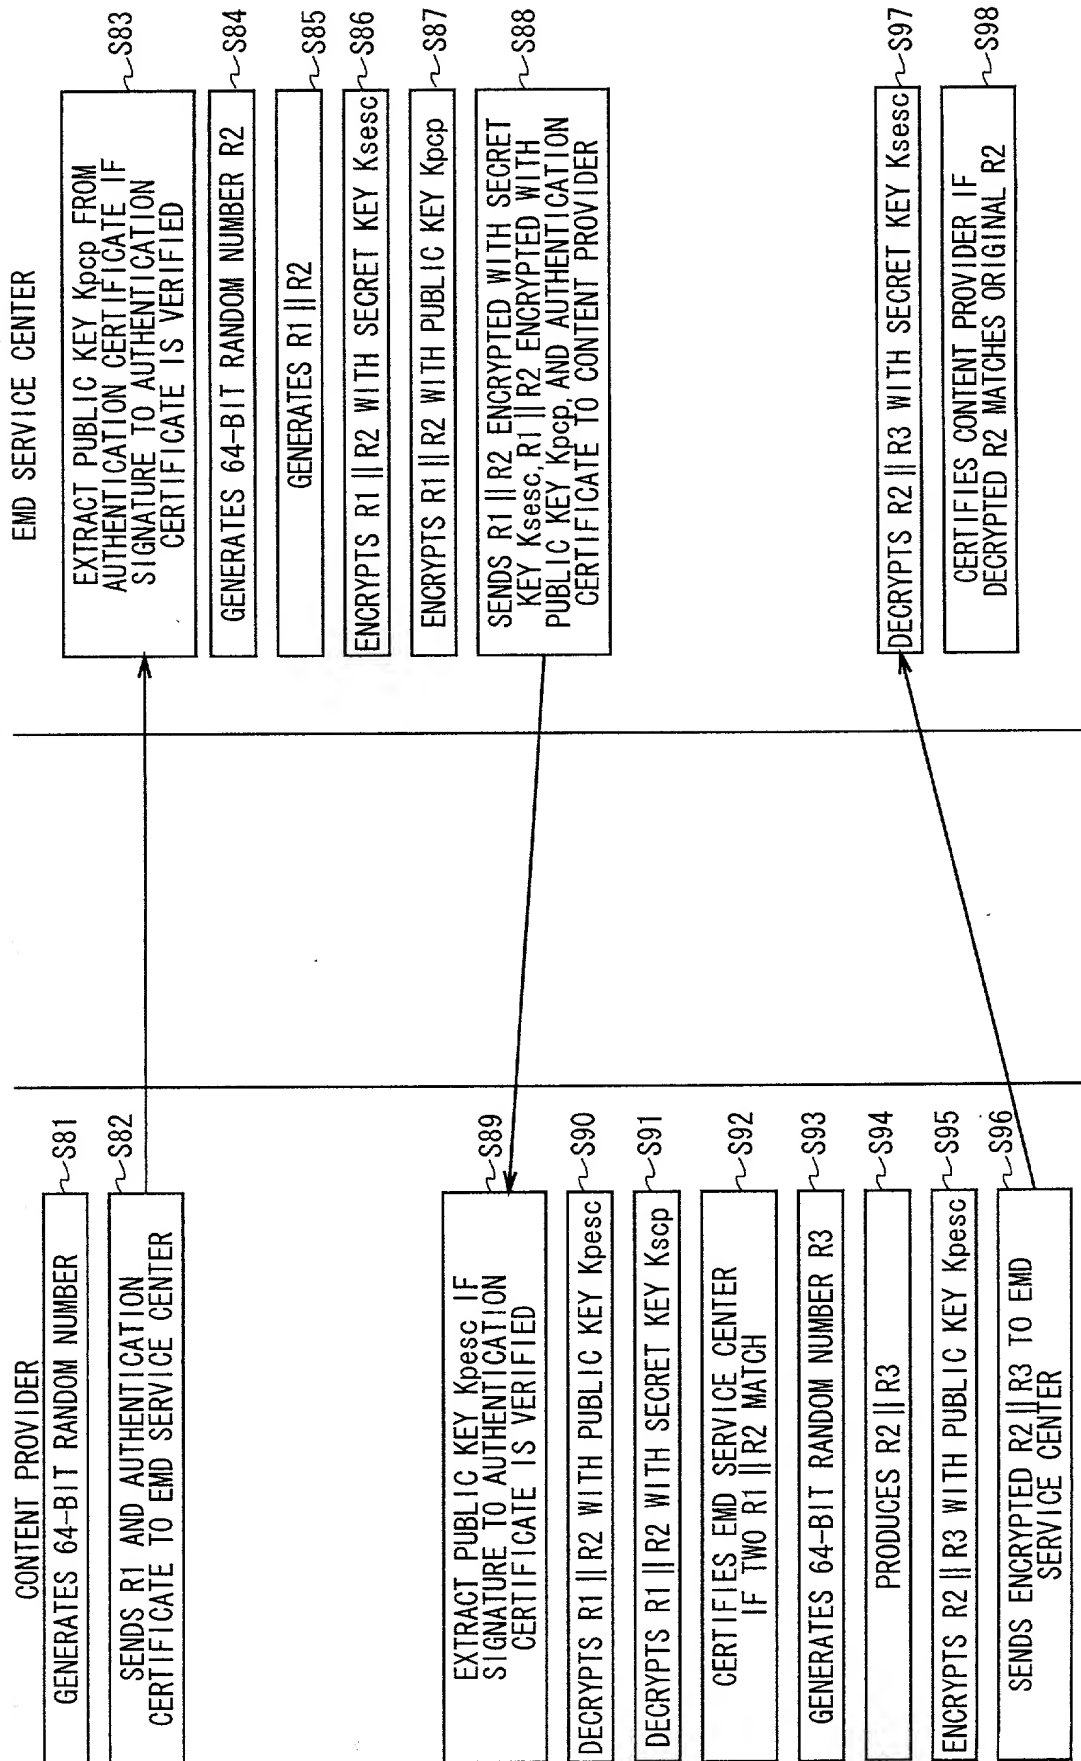 CONTENT PROVIDER
GENERATES 64-BIT RANDOM NUMBER
S81
SENDS R1 AND AUTHENTICATION
CERTIFICATE TO EMD SERVICE CENTER
S82
EXTRACT PUBLIC KEY Kpesc IF
SIGNATURE TO AUTHENTICATION
CERTIFICATE IS VERIFIED
S89
DECRYPTS R1 || R2 WITH PUBLIC KEY Kpesc
S90
DECRYPTS R1 || R2 WITH SECRET KEY Kscp
S91
CERTIFIES EMD SERVICE CENTER
IF TWO R1 || R2 MATCH
S92
GENERATES 64-BIT RANDOM NUMBER R3
S93
PRODUCES R2 || R3
S94
ENCRYPTS R2 || R3 WITH PUBLIC KEY Kpesc
S95
SENDS ENCRYPTED R2 || R3 TO EMD
SERVICE CENTER
S96
EMD SERVICE CENTER
EXTRACT PUBLIC KEY Kpcp FROM
AUTHENTICATION CERTIFICATE IF
SIGNATURE TO AUTHENTICATION
CERTIFICATE IS VERIFIED
S83
GENERATES 64-BIT RANDOM NUMBER R2
S84
GENERATES R1 || R2
S85
ENCRYPTS R1 || R2 WITH SECRET KEY Ksesc
S86
ENCRYPTS R1 || R2 WITH PUBLIC KEY Kpcp
S87
SENDS R1 || R2 ENCRYPTED WITH SECRET
KEY Ksesc, R1 || R2 ENCRYPTED WITH
PUBLIC KEY Kpcp, AND AUTHENTICATION
CERTIFICATE TO CONTENT PROVIDER
S88
DECRYPTS R2 || R3 WITH SECRET KEY Ksesc
S97
CERTIFIES CONTENT PROVIDER IF
DECRYPTED R2 MATCHES ORIGINAL R2
S98